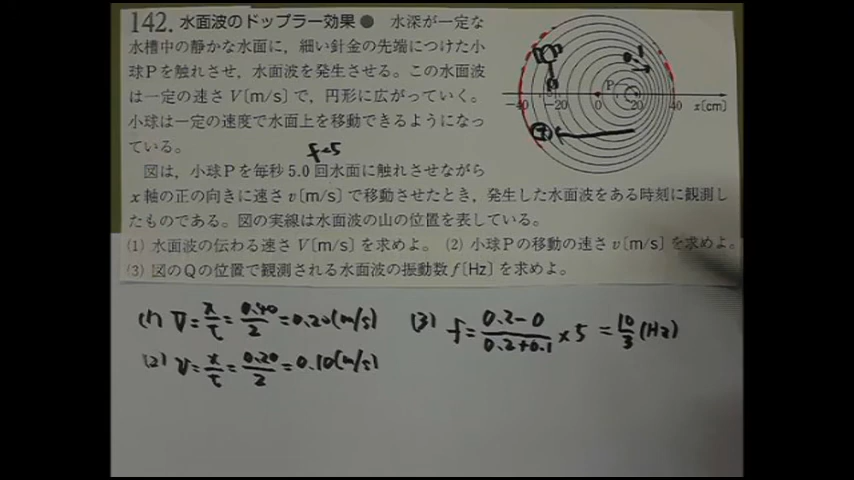 142. 水面波のドップラー効果 ● 水深が一定な
水槽中の静かな水面に，細い針金の先端につけた小
球Pを触れさせ，水面波を発生させる。この水面波
は一定の速さ V〔m/s〕で，円形に広がっていく。
小球は一定の速度で水面上を移動できるようになっ
ている。
f=5
図は，小球Pを毎秒 5.0 回水面に触れさせながら
x 軸の正の向きに速さ v〔m/s〕で移動させたとき，発生した水面波をある時刻に観測し
たものである。図の実線は水面波の山の位置を表している。
(1) 水面波の伝わる速さ V〔m/s〕を求めよ。 (2) 小球Pの移動の速さ v〔m/s〕を求めよ。
(3) 図のQの位置で観測される水面波の振動数 f〔Hz〕を求めよ。
P
-40 -20 0 20 40 x〔cm〕
(1) V = x/t = 0.40/2 = 0.20(m/s)
(2) v = x/t = 0.20/2 = 0.10(m/s)
(3) f = 0.2-0/0.2+0.1 × 5 = 10/3 (Hz)